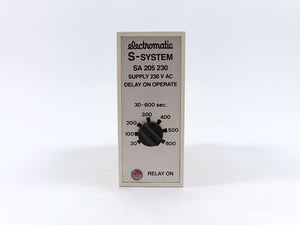 electromatic
S-SYSTEM
SA 205 230
SUPPLY 230 V AC
DELAY ON OPERATE
30-600 sec.
300
400
200
500
100
30
600
RELAY ON